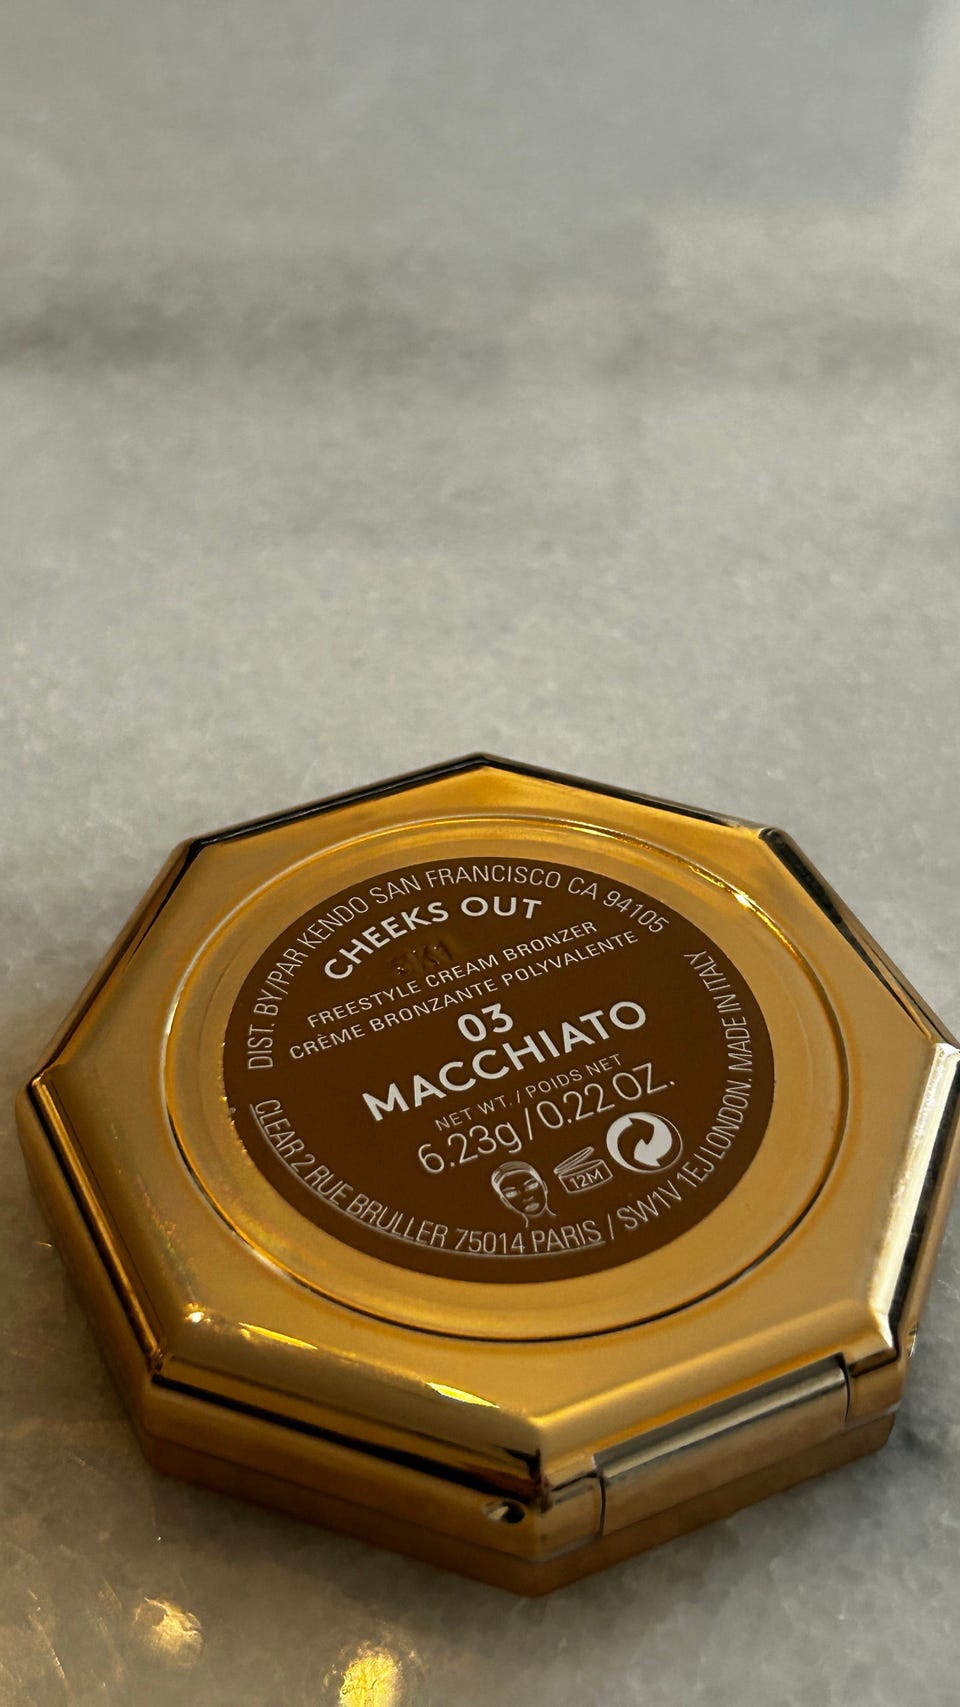 DIST. BY/PAR KENDO SAN FRANCISCO CA 94105
CHEEKS OUT
FREESTYLE CREAM BRONZER
CRÈME BRONZANTE POLYVALENTE
03
MACCHIATO
NET WT. / POIDS NET
6.23g / 0.22 OZ.
12M
CLEAR 2 RUE BRULLER 75014 PARIS / SW1V 1EJ LONDON. MADE IN ITALY